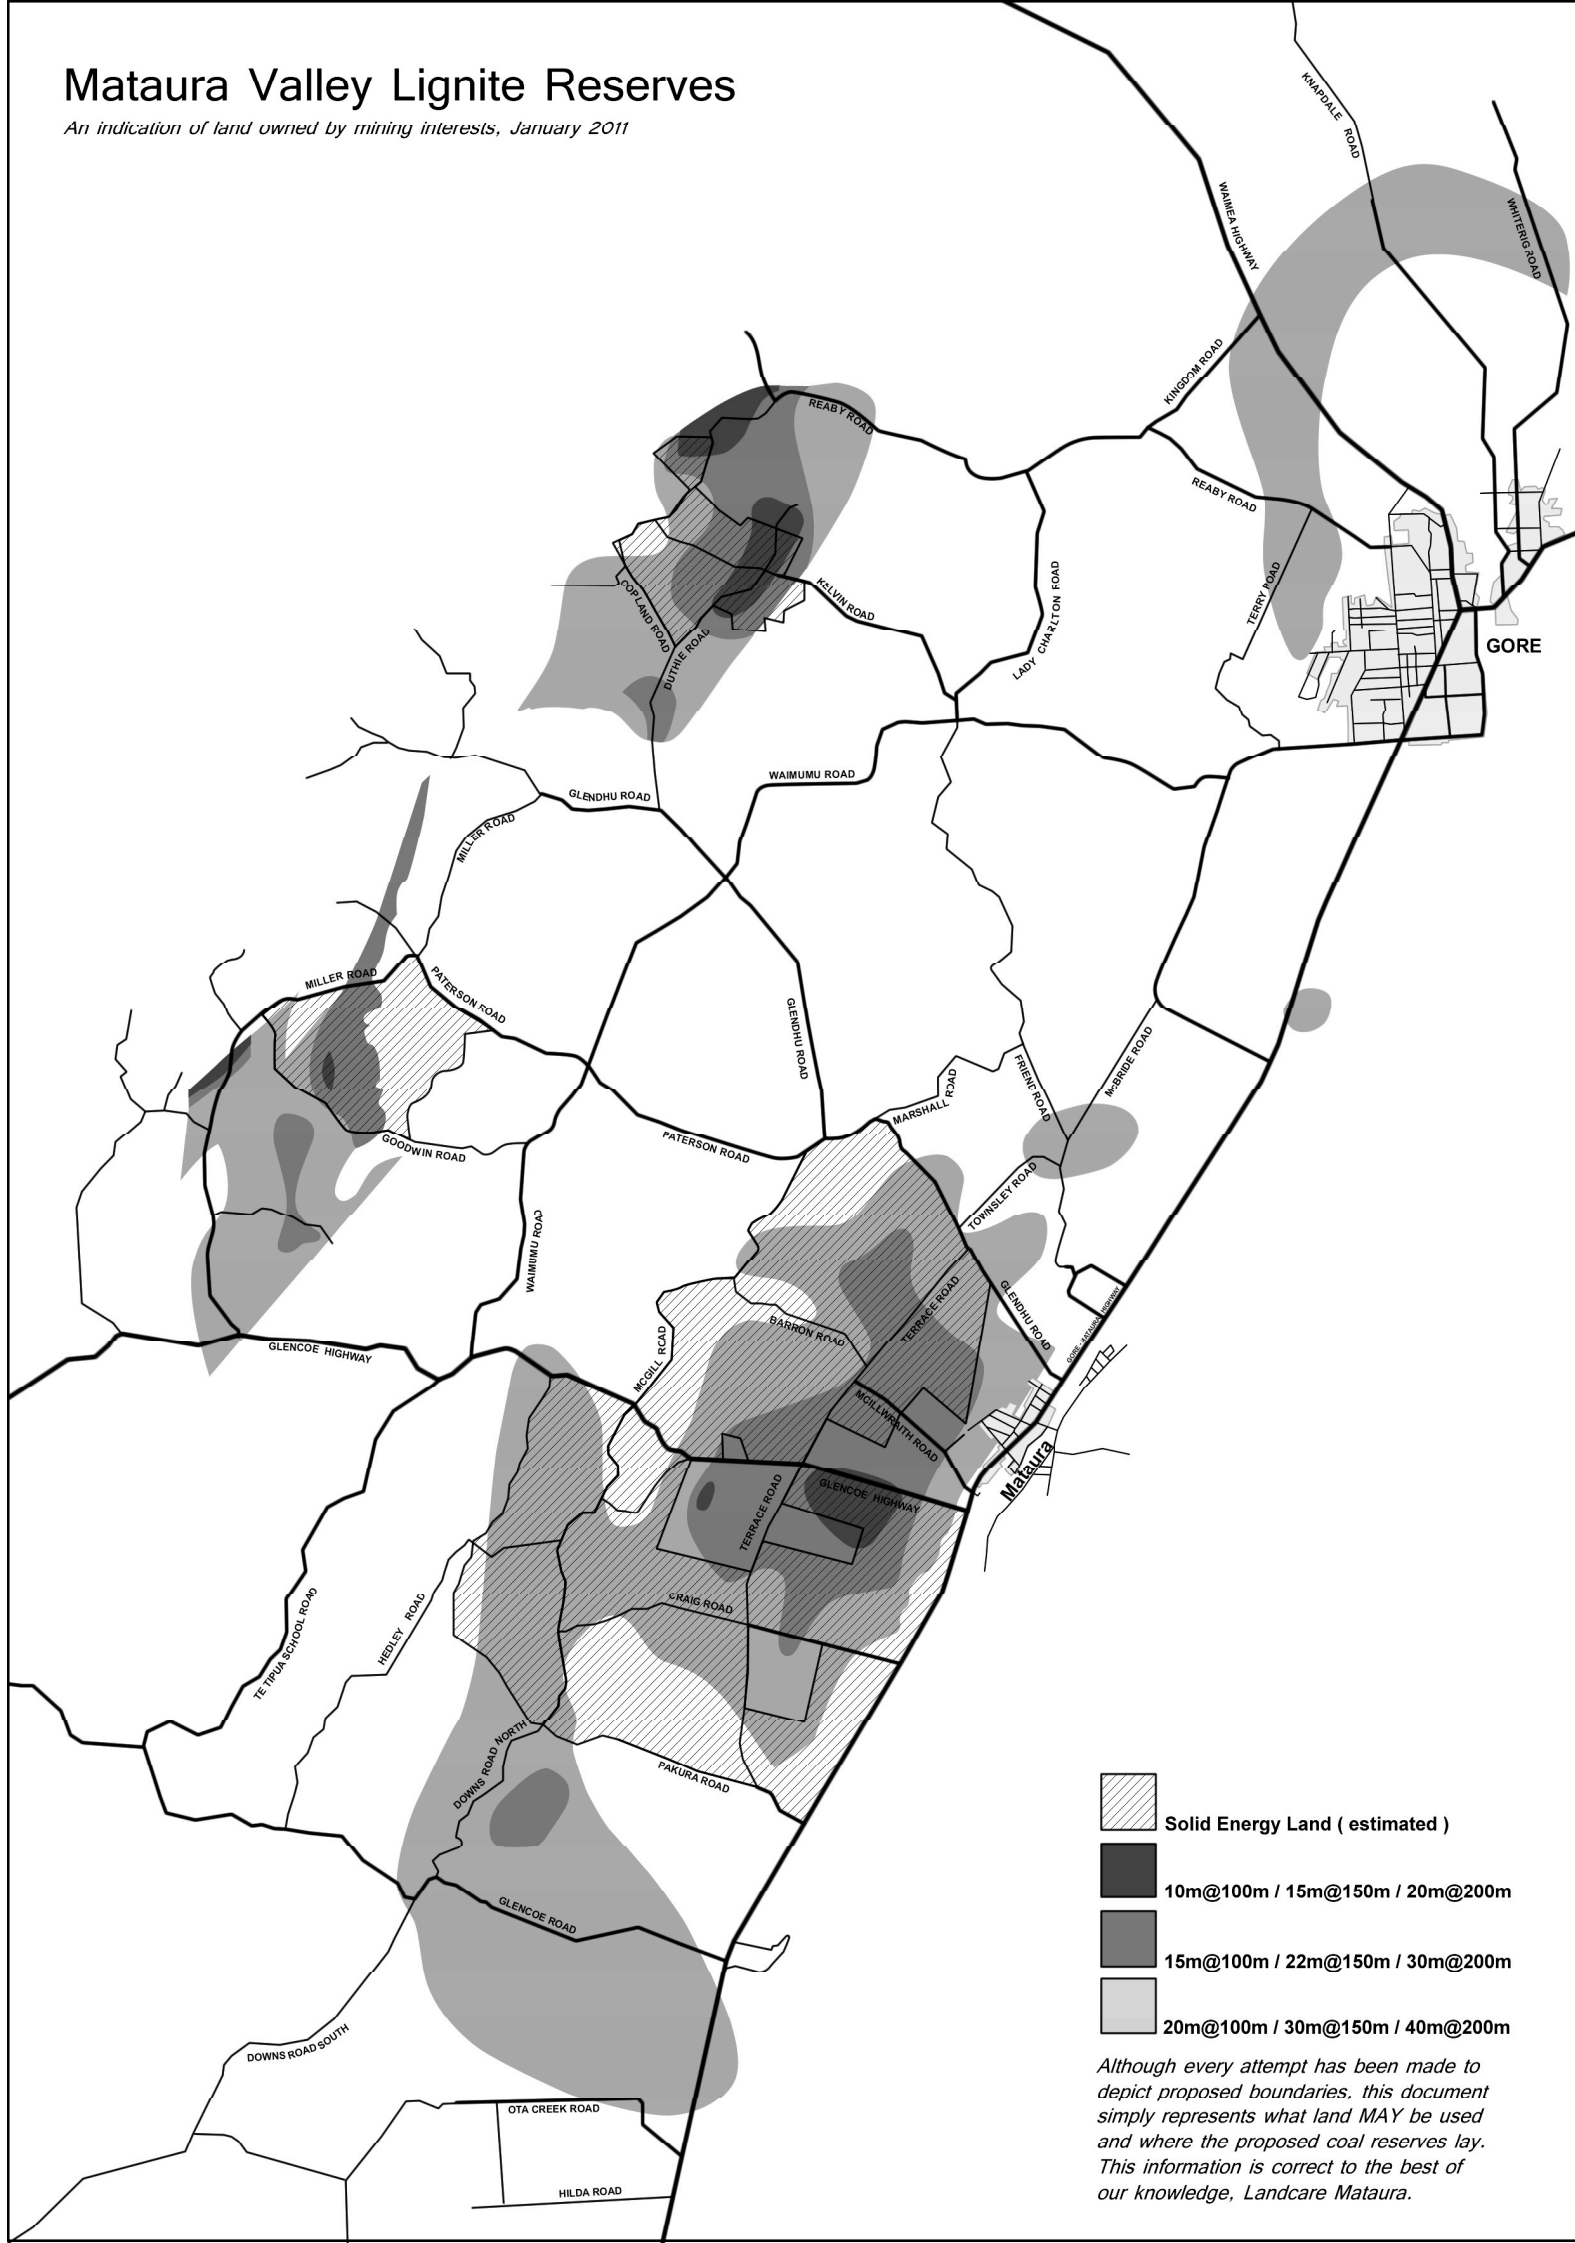 Mataura Valley Lignite Reserves
An indication of land owned by mining interests, January 2011
KNAPDALE ROAD
WAIMEA HIGHWAY
WHITERIG ROAD
KINGDOM ROAD
REABY ROAD
REABY ROAD
TERRY ROAD
GORE
KELVIN ROAD
COPLAND ROAD
DUTHIE ROAD
LADY CHARLTON ROAD
WAIMUMU ROAD
GLENDHU ROAD
MILLER ROAD
MILLER ROAD
PATERSON ROAD
GLENDHU ROAD
MCBRIDE ROAD
FRIEND ROAD
MARSHALL ROAD
GOODWIN ROAD
PATERSON ROAD
TOWNSLEY ROAD
WAIMUMU ROAD
TERRACE ROAD
GLENDHU ROAD
GORE - MATAURA HIGHWAY
BARRON ROAD
GLENCOE HIGHWAY
MCGILL ROAD
MCILLWRAITH ROAD
Mataura
GLENCOE HIGHWAY
TERRACE ROAD
CRAIG ROAD
HEDLEY ROAD
TE TIPUA SCHOOL ROAD
DOWNS ROAD NORTH
PAKURA ROAD
GLENCOE ROAD
DOWNS ROAD SOUTH
OTA CREEK ROAD
HILDA ROAD
Solid Energy Land ( estimated )
10m@100m / 15m@150m / 20m@200m
15m@100m / 22m@150m / 30m@200m
20m@100m / 30m@150m / 40m@200m
Although every attempt has been made to
depict proposed boundaries, this document
simply represents what land MAY be used
and where the proposed coal reserves lay.
This information is correct to the best of
our knowledge, Landcare Mataura.